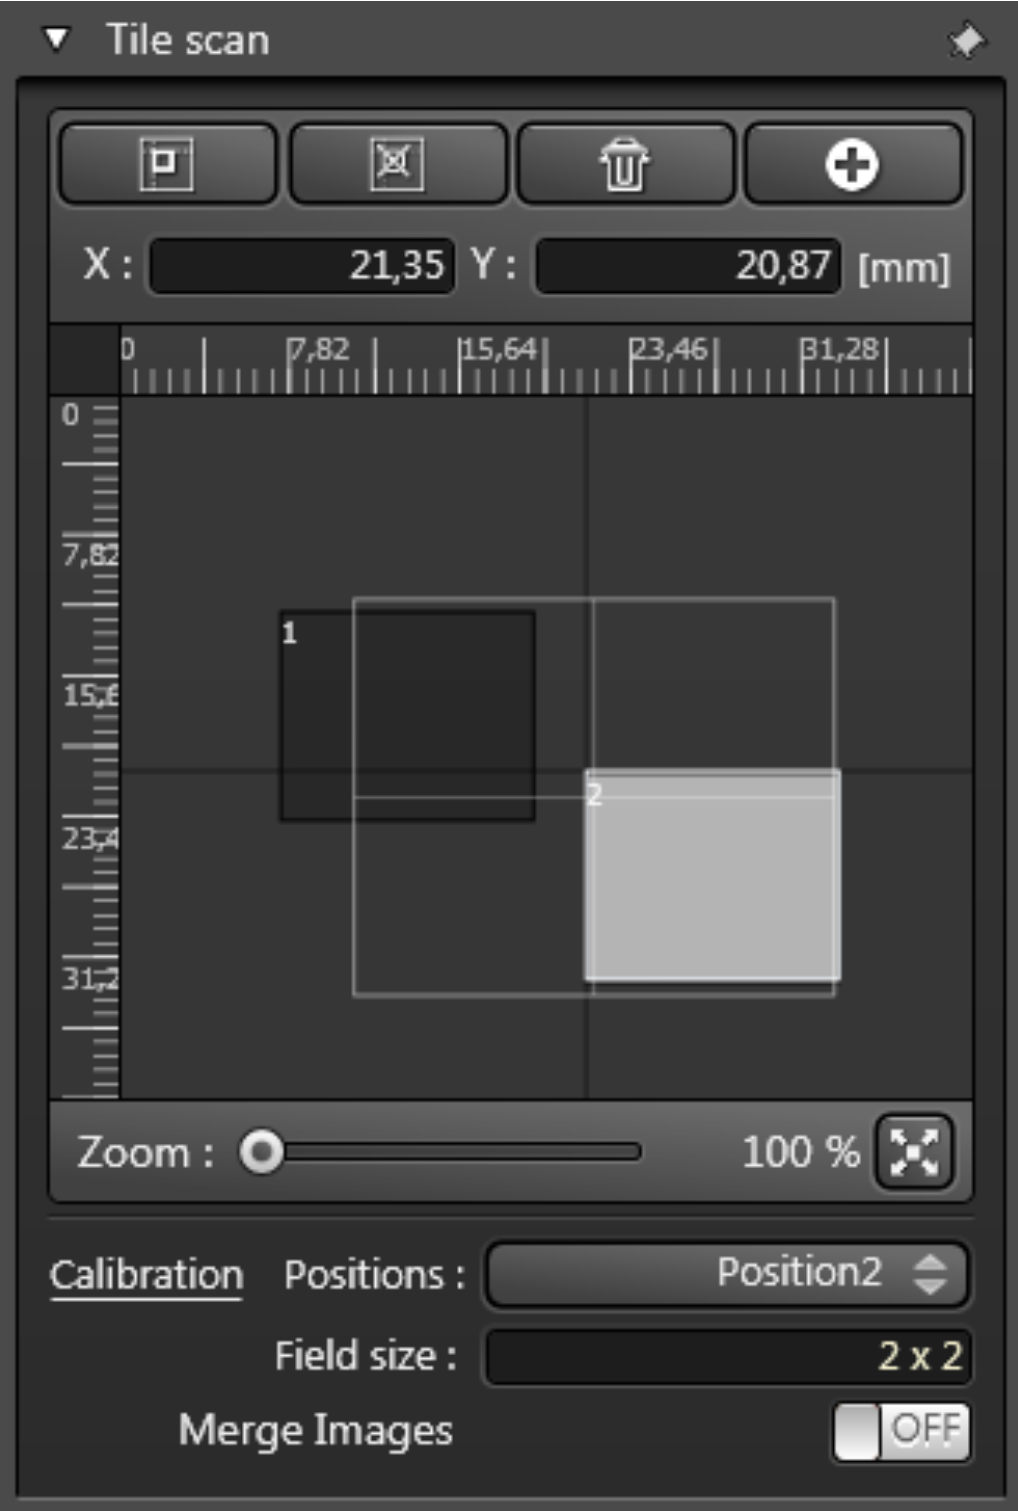 Tile scan
X : 21,35 Y : 20,87 [mm]
0 7,82 15,64 23,46 31,28
0
7,82
1
15,6
2
23,4
31,2
Zoom : 100 %
Calibration Positions : Position2
Field size : 2 x 2
Merge Images OFF